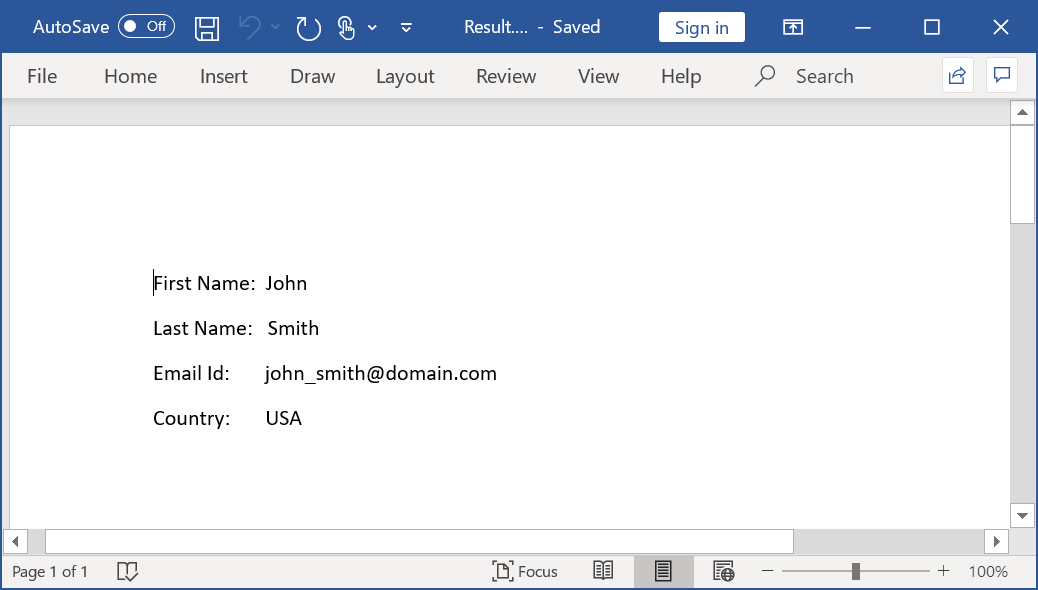 AutoSave Off Result.... - Saved Sign in
File Home Insert Draw Layout Review View Help Search
First Name: John
Last Name: Smith
Email Id: john_smith@domain.com
Country: USA
Page 1 of 1 Focus 100%